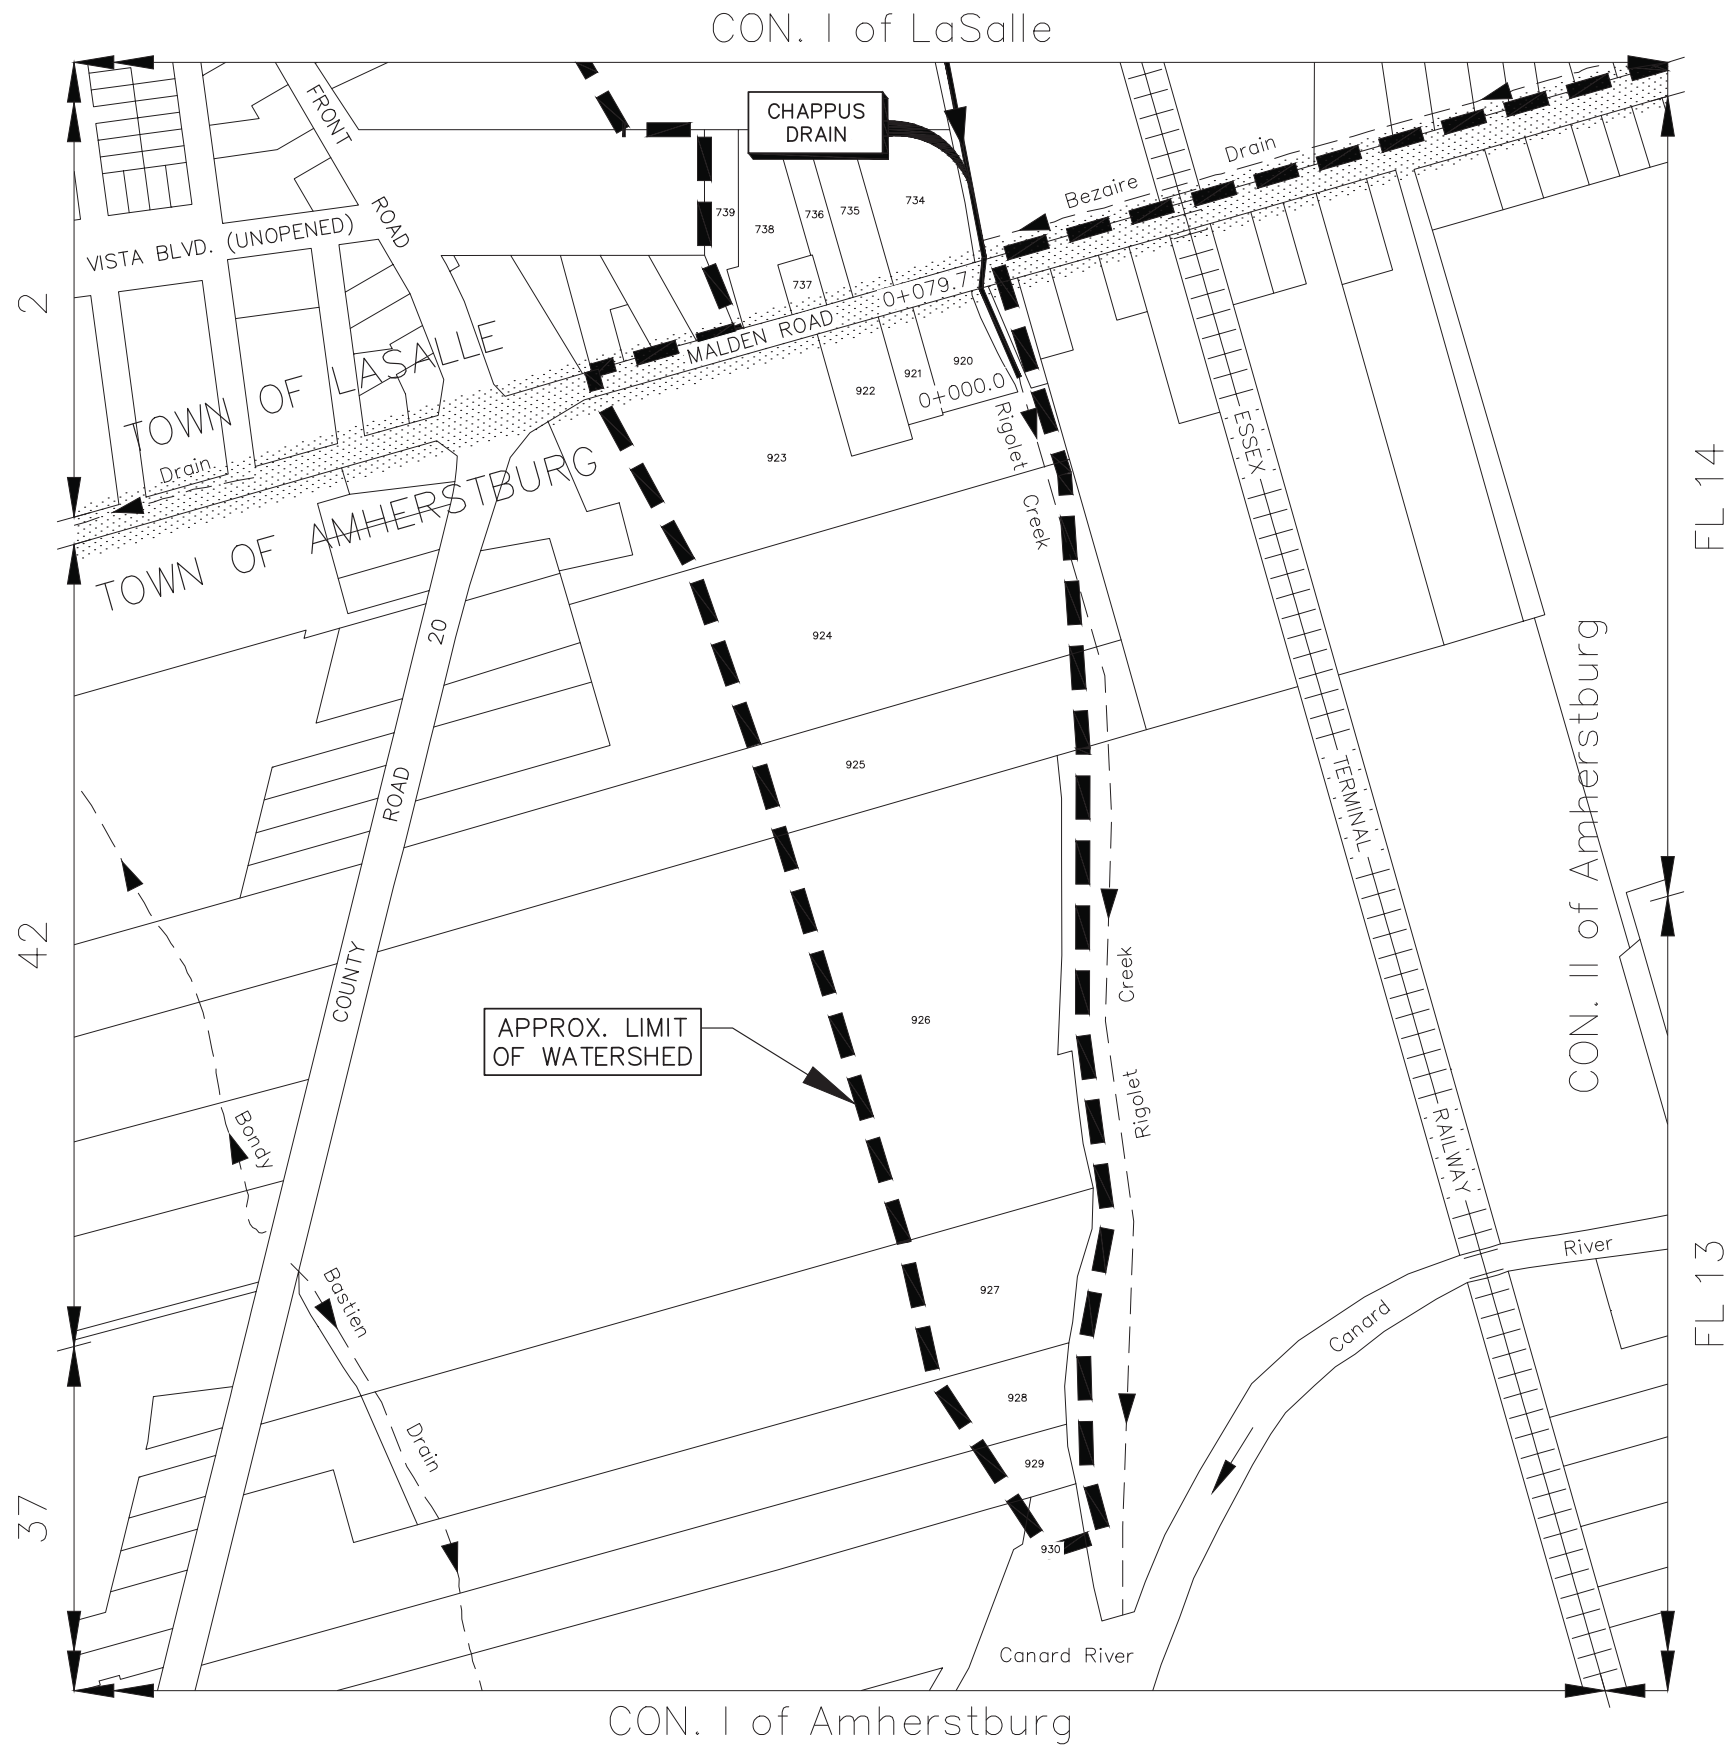 CON. I of LaSalle
CHAPPUS
DRAIN
FRONT
ROAD
VISTA BLVD. (UNOPENED)
739
738
736
735
734
737
Bezaire
Drain
0+079.7
MALDEN ROAD
TOWN OF LASALLE
Drain
TOWN OF AMHERSTBURG
922
921
920
0+000.0
923
Rigolet
Creek
ESSEX
TERMINAL
RAILWAY
2
42
37
FL 14
FL 13
CON. II of Amherstburg
20
ROAD
COUNTY
924
925
926
APPROX. LIMIT
OF WATERSHED
Creek
Rigolet
Bondy
Bastien
Drain
927
928
929
930
River
Canard
Canard River
CON. I of Amherstburg